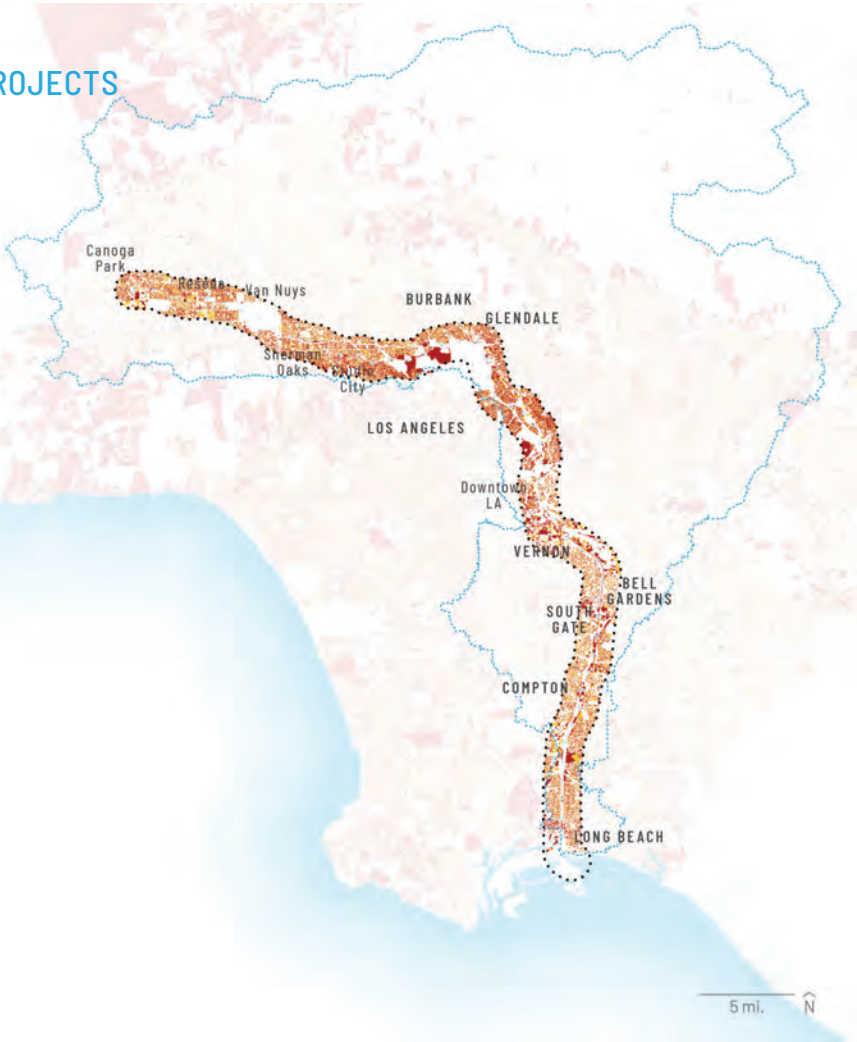 ROJECTS
Canoga
Park
Reseda
Van Nuys
BURBANK
GLENDALE
Sherman
Oaks
Studio
City
LOS ANGELES
Downtown
LA
VERNON
BELL
GARDENS
SOUTH
GATE
COMPTON
LONG BEACH
5 mi.
N